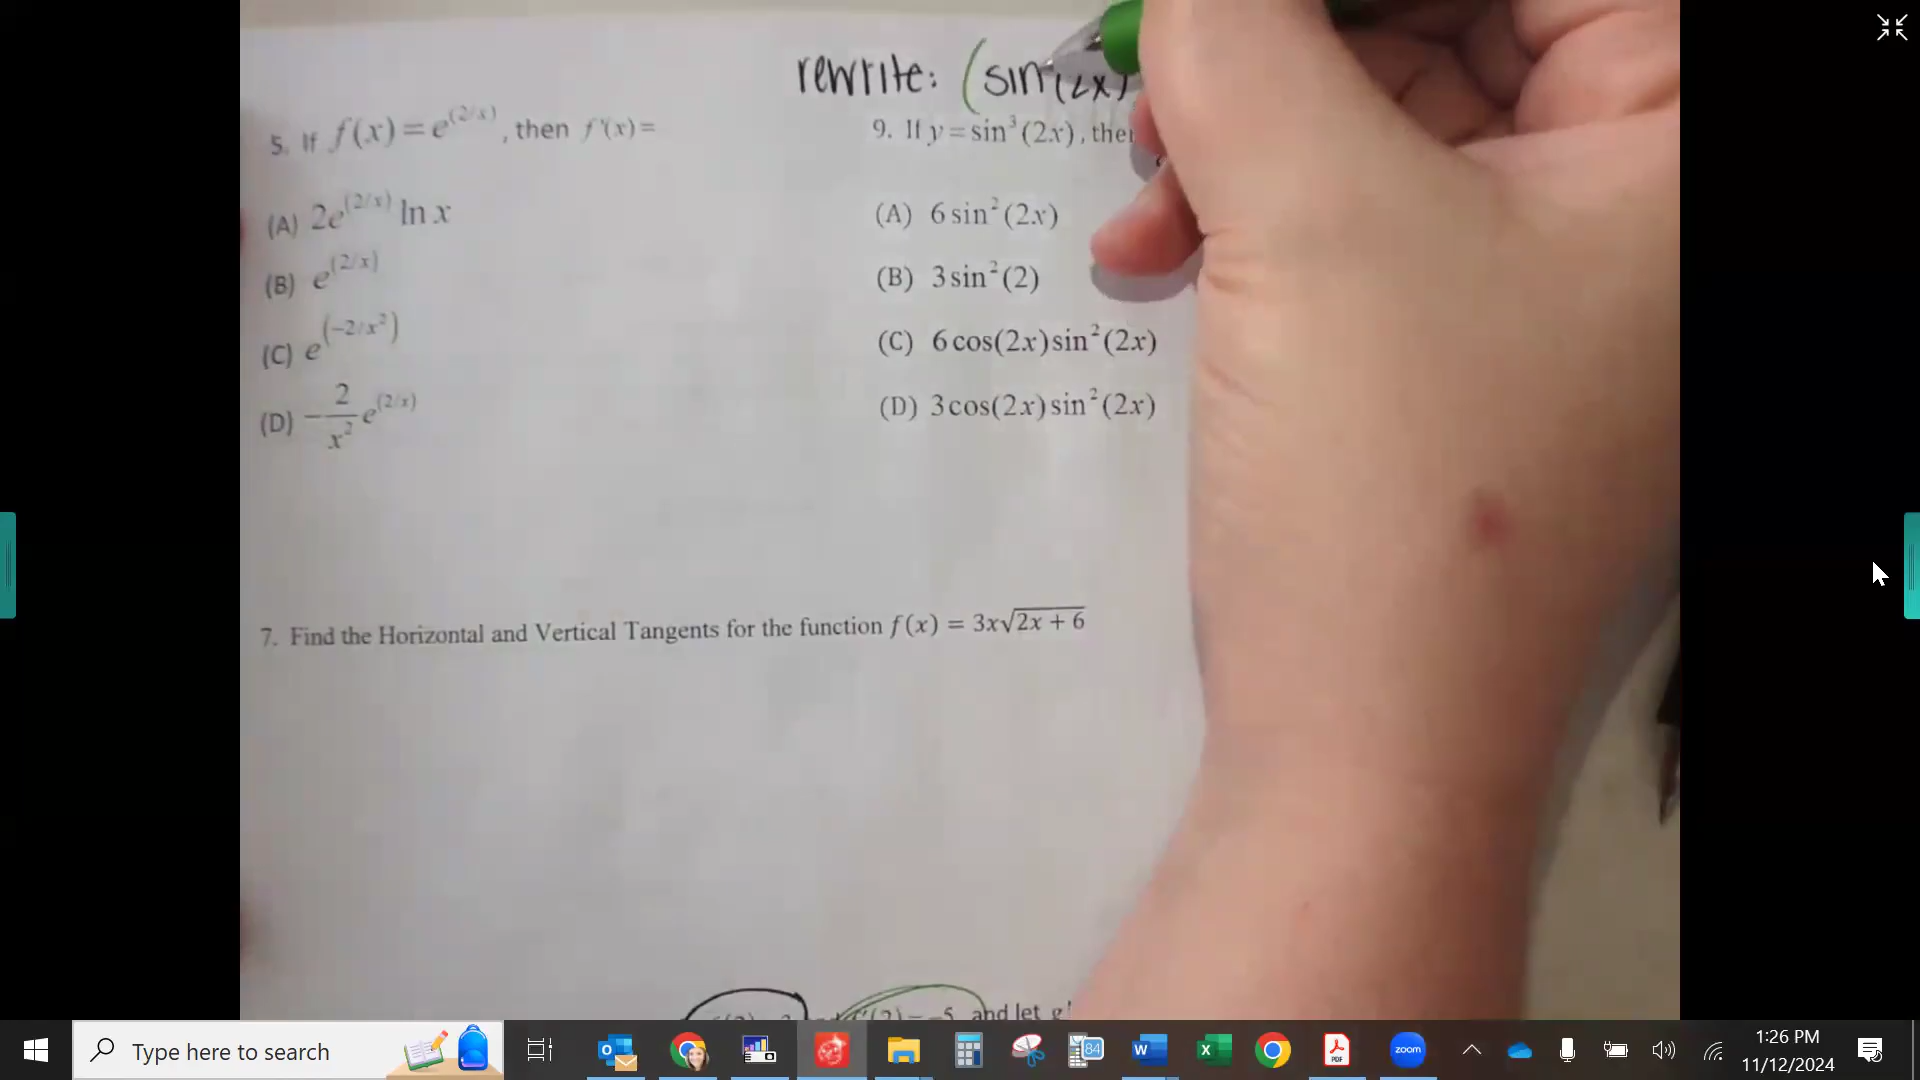 rewrite: (sin(2x)
5. If f(x) = e^(2/x), then f'(x) =
(A) 2e^(2/x) ln x
(B) e^(2/x)
(C) e^(-2/x²)
(D) -2/x² e^(2/x)
9. If y = sin³(2x), the
(A) 6 sin²(2x)
(B) 3 sin²(2)
(C) 6 cos(2x) sin²(2x)
(D) 3 cos(2x) sin²(2x)
7. Find the Horizontal and Vertical Tangents for the function f(x) = 3x√2x + 6
and let
Type here to search
84
W
PDF
zoom
1:26 PM
11/12/2024